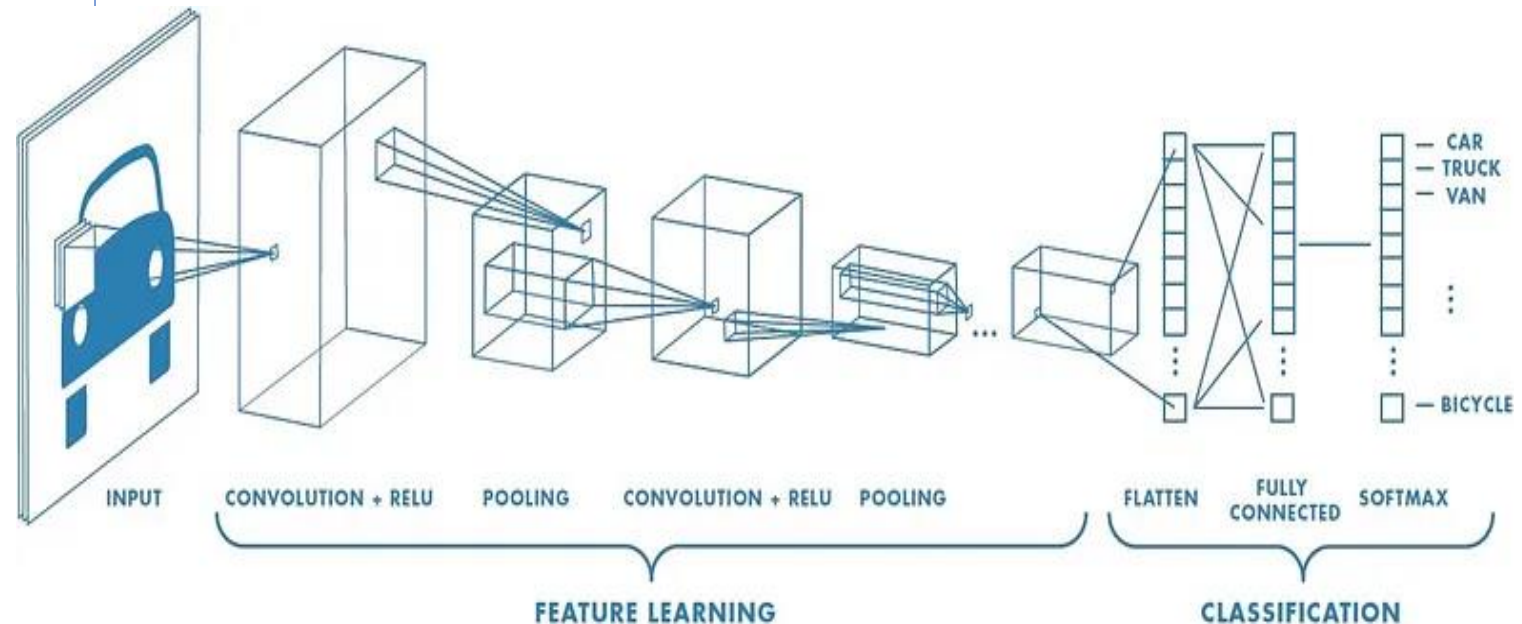 CAR
TRUCK
VAN
BICYCLE
INPUT
CONVOLUTION + RELU
POOLING
CONVOLUTION + RELU
POOLING
FLATTEN
FULLY
CONNECTED
SOFTMAX
FEATURE LEARNING
CLASSIFICATION